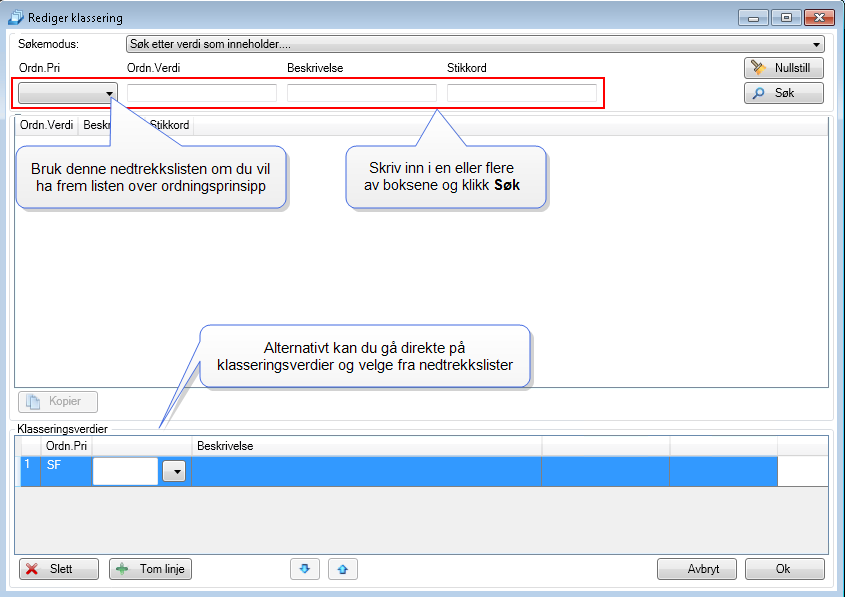 Rediger klassering
Søkemodus:
Søk etter verdi som inneholder....
Ordn.Pri
Ordn.Verdi
Beskrivelse
Stikkord
Nullstill
Søk
Ordn.Verdi
Beskr
Stikkord
Bruk denne nedtrekkslisten om du vil
ha frem listen over ordningsprinsipp
Skriv inn i en eller flere
av boksene og klikk Søk
Alternativt kan du gå direkte på
klasseringsverdier og velge fra nedtrekkslister
Kopier
Klasseringsverdier
Ordn.Pri
Beskrivelse
1
SF
Slett
Tom linje
Avbryt
Ok